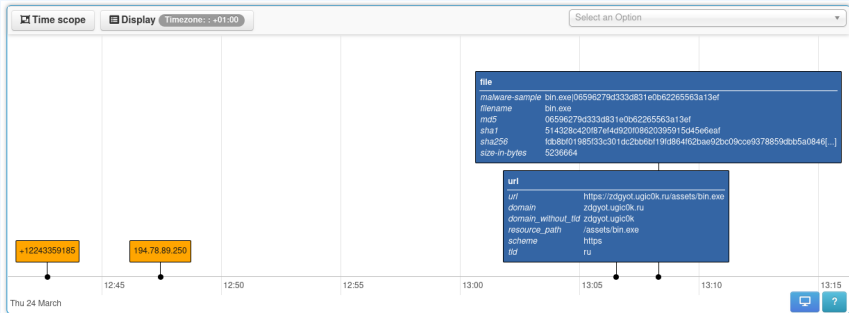 Time scope
Display Timezone: : +01:00
Select an Option
file
malware-sample bin.exe|06596279d333d831e0b62265563a13ef
filename bin.exe
md5 06596279d333d831e0b62265563a13ef
sha1 514328c420f87ef4d920f08620395915d45e6eaf
sha256 fdb8bf01985f33c301dc2bb6bf19fd864f62bae92bc09cce9378859dbb5a0846[...]
size-in-bytes 5236664
url
url https://zdgyot.ugic0k.ru/assets/bin.exe
domain zdgyot.ugic0k.ru
domain_without_tld zdgyot.ugic0k
resource_path /assets/bin.exe
scheme https
tld ru
+12243359185
194.78.89.250
12:45 12:50 12:55 13:00 13:05 13:10 13:15
Thu 24 March
?